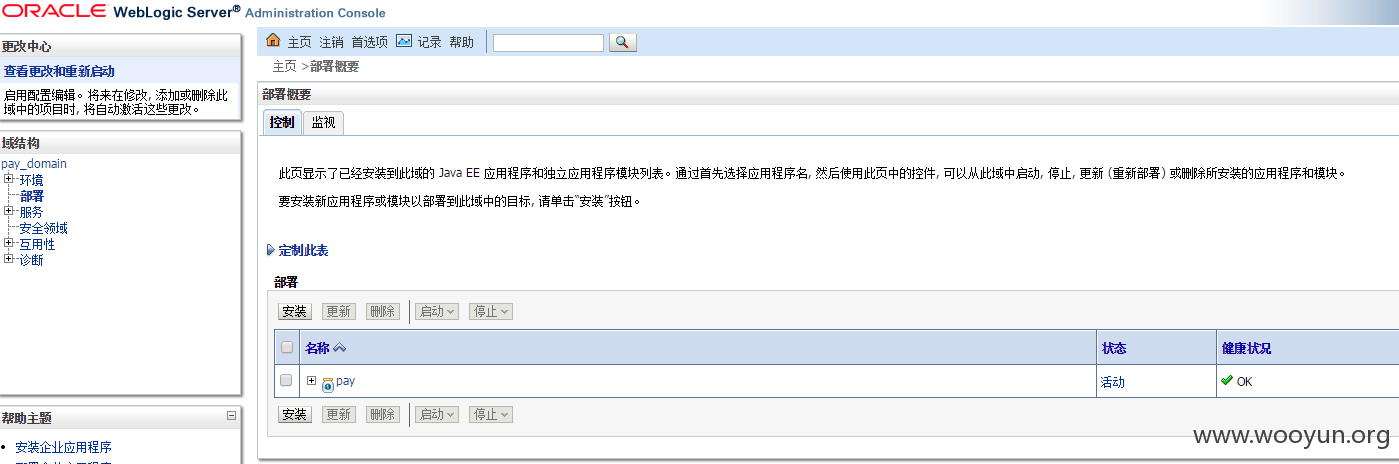 ORACLE WebLogic Server® Administration Console
更改中心
查看更改和重新启动
启用配置编辑。将来在修改, 添加或删除此
域中的项目时, 将自动激活这些更改。
域结构
pay_domain
环境
部署
服务
安全领域
互用性
诊断
帮助主题
安装企业应用程序
主页 注销 首选项 记录 帮助
主页 >部署概要
部署概要
控制 监视
此页显示了已经安装到此域的 Java EE 应用程序和独立应用程序模块列表。通过首先选择应用程序名, 然后使用此页中的控件, 可以从此域中启动, 停止, 更新 (重新部署) 或删除所安装的应用程序和模块。
要安装新应用程序或模块以部署到此域中的目标, 请单击“安装”按钮。
定制此表
部署
安装 更新 删除 启动 停止
名称 状态 健康状况
pay 活动 OK
安装 更新 删除 启动 停止
www.wooyun.org